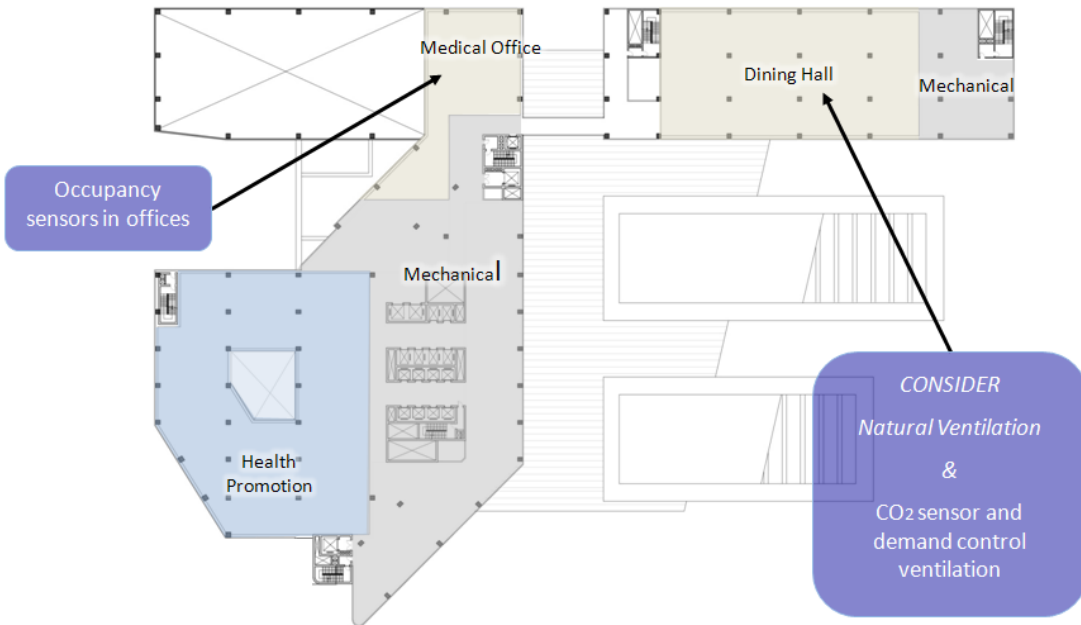 Medical Office
Dining Hall
Mechanical
Occupancy
sensors in offices
Mechanical
Health
Promotion
CONSIDER
Natural Ventilation
&
CO2 sensor and
demand control
ventilation